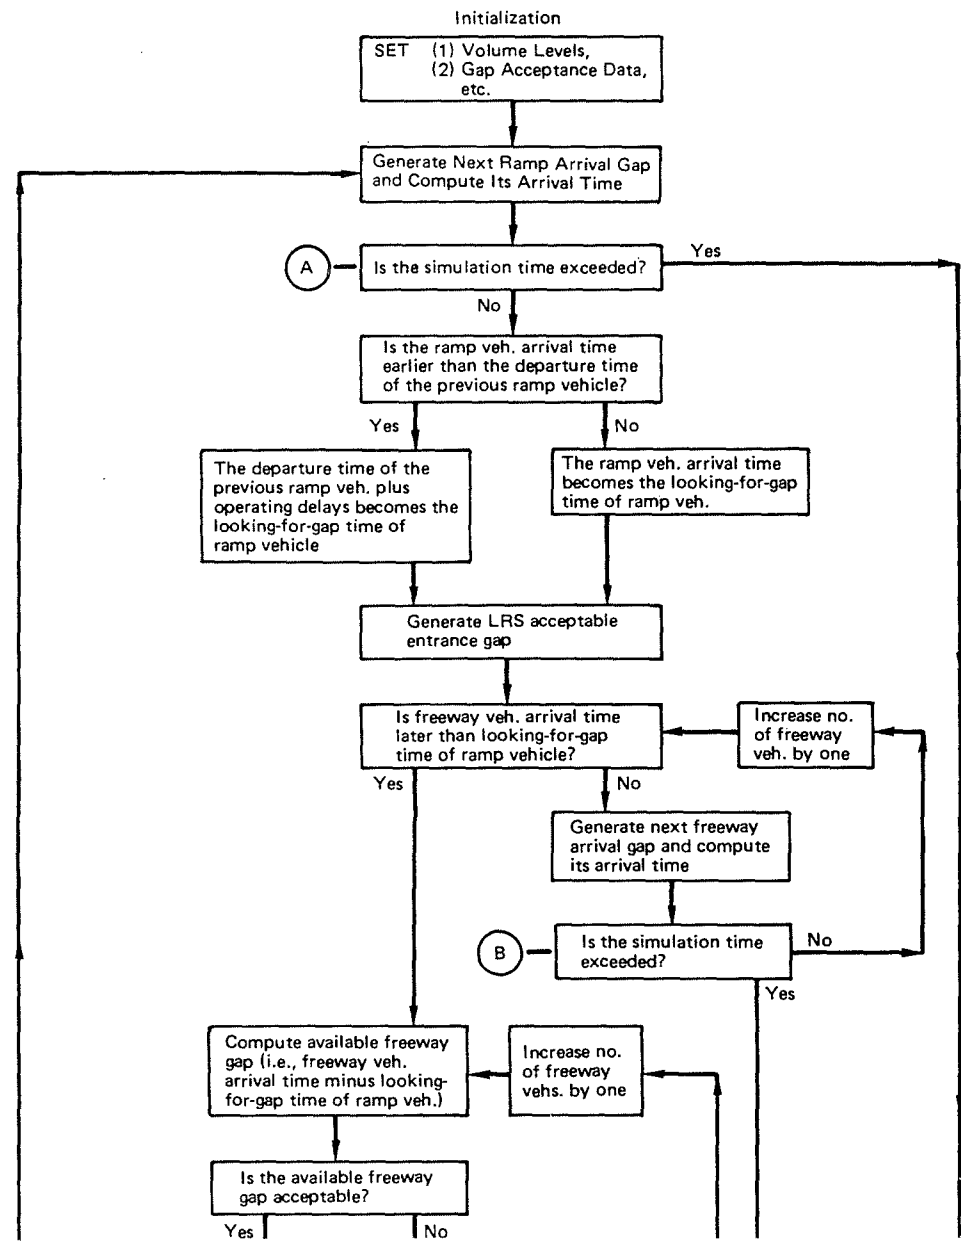 Initialization
SET (1) Volume Levels,
(2) Gap Acceptance Data,
etc.
Generate Next Ramp Arrival Gap
and Compute Its Arrival Time
A
Is the simulation time exceeded?
Yes
No
Is the ramp veh. arrival time
earlier than the departure time
of the previous ramp vehicle?
Yes
No
The departure time of the
previous ramp veh. plus
operating delays becomes the
looking-for-gap time of
ramp vehicle
The ramp veh. arrival time
becomes the looking-for-gap
time of ramp veh.
Generate LRS acceptable
entrance gap
Is freeway veh. arrival time
later than looking-for-gap
time of ramp vehicle?
Increase no.
of freeway
veh. by one
Yes
No
Generate next freeway
arrival gap and compute
its arrival time
B
Is the simulation time
exceeded?
No
Yes
Compute available freeway
gap (i.e., freeway veh.
arrival time minus looking-
for-gap time of ramp veh.)
Increase no.
of freeway
vehs. by one
Is the available freeway
gap acceptable?
Yes
No